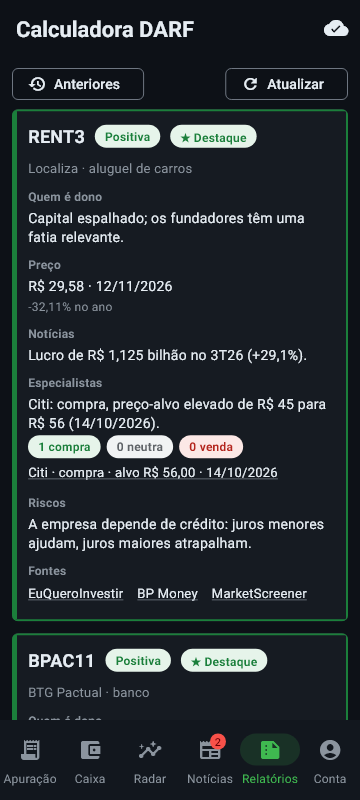 Calculadora DARF
Anteriores
Atualizar
RENT3 Positiva ★ Destaque
Localiza · aluguel de carros
Quem é dono
Capital espalhado; os fundadores têm uma
fatia relevante.
Preço
R$ 29,58 · 12/11/2026
-32,11% no ano
Notícias
Lucro de R$ 1,125 bilhão no 3T26 (+29,1%).
Especialistas
Citi: compra, preço-alvo elevado de R$ 45 para
R$ 56 (14/10/2026).
1 compra 0 neutra 0 venda
Citi · compra · alvo R$ 56,00 · 14/10/2026
Riscos
A empresa depende de crédito: juros menores
ajudam, juros maiores atrapalham.
Fontes
EuQueroInvestir BP Money MarketScreener
BPAC11 Positiva ★ Destaque
BTG Pactual · banco
Quem é dono
2
Apuração Caixa Radar Notícias Relatórios Conta